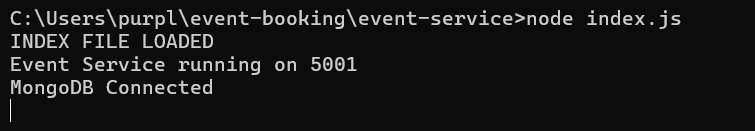 C:\Users\purpl\event-booking\event-service>node index.js
INDEX FILE LOADED
Event Service running on 5001
MongoDB Connected